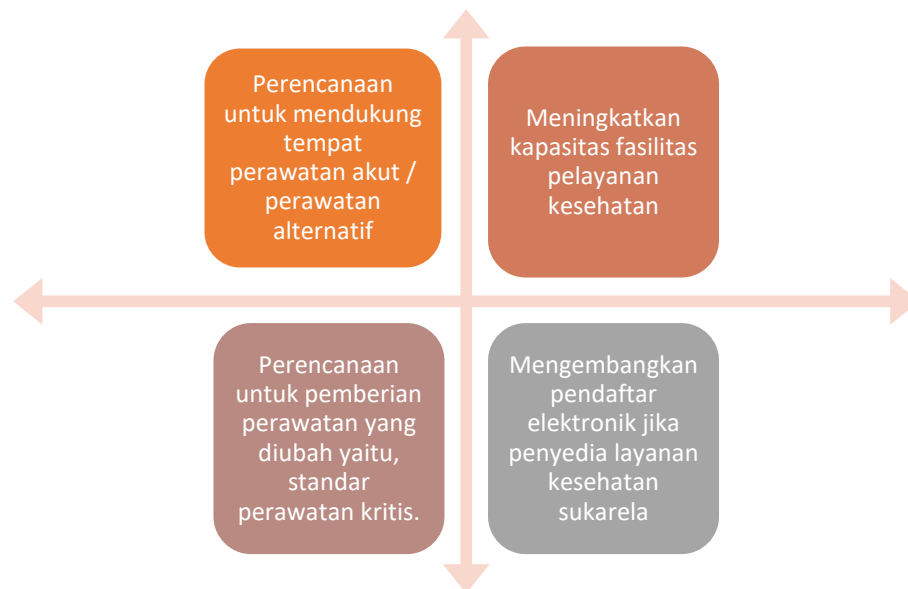 Perencanaan
untuk mendukung
tempat
perawatan akut /
perawatan
alternatif
Meningkatkan
kapasitas fasilitas
pelayanan
kesehatan
Perencanaan
untuk pemberian
perawatan yang
diubah yaitu,
standar
perawatan kritis.
Mengembangkan
pendaftar
elektronik jika
penyedia layanan
kesehatan
sukarela